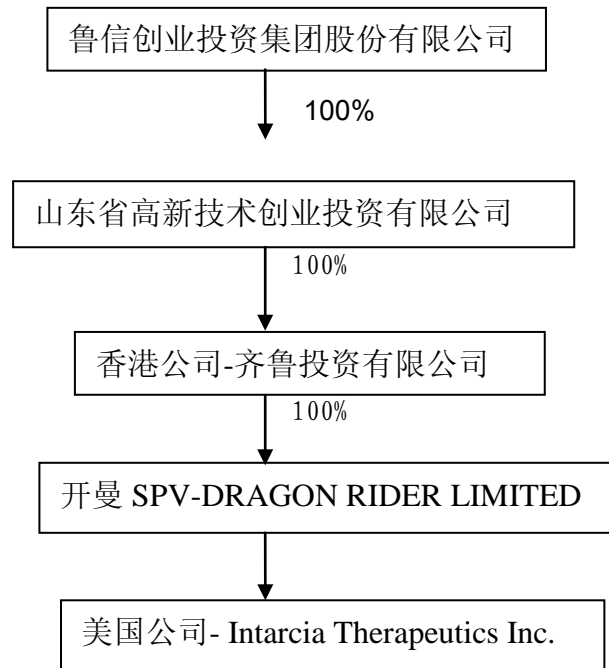 鲁信创业投资集团股份有限公司
100%
山东省高新技术创业投资有限公司
100%
香港公司-齐鲁投资有限公司
100%
开曼 SPV-DRAGON RIDER LIMITED
美国公司- Intarcia Therapeutics Inc.